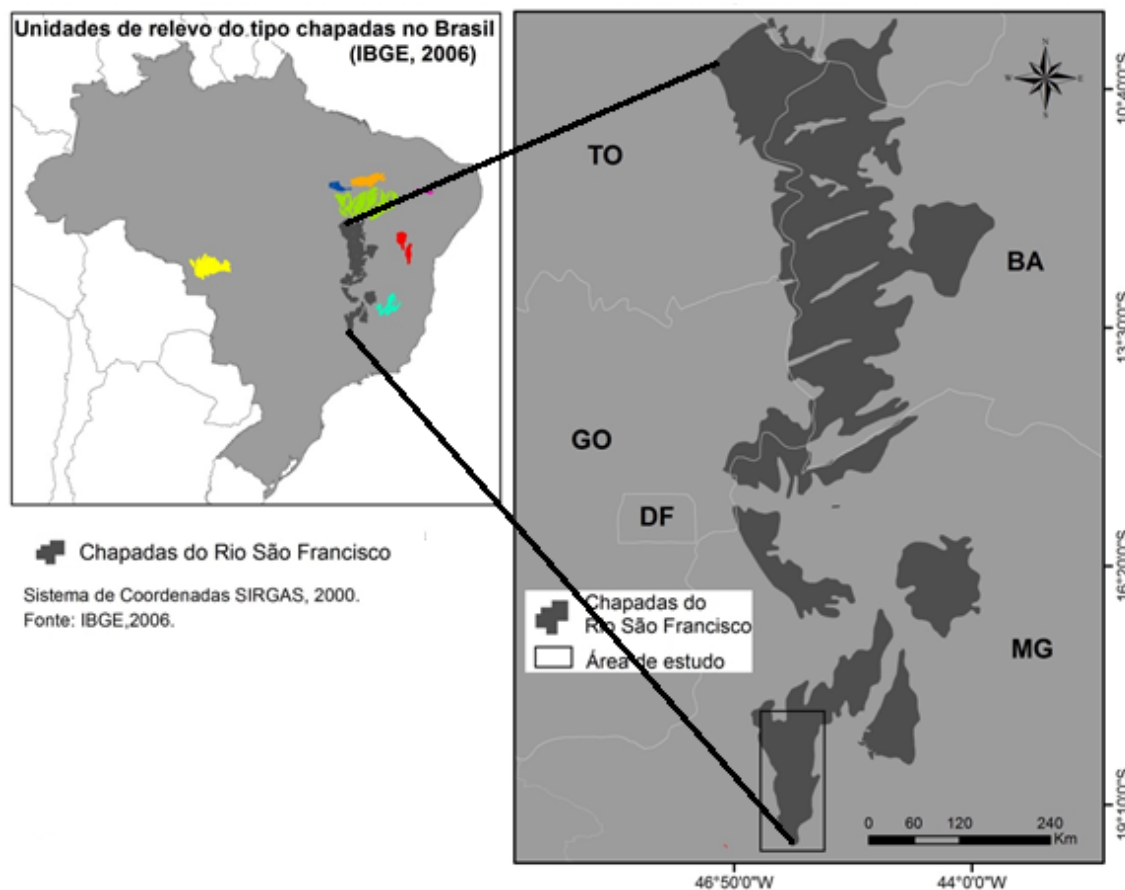 Unidades de relevo do tipo chapadas no Brasil
(IBGE, 2006)
Chapadas do Rio São Francisco
Sistema de Coordenadas SIRGAS, 2000.
Fonte: IBGE,2006.
N
W
E
S
TO
BA
GO
DF
MG
Chapadas do
Rio São Francisco
Área de estudo
0 60 120 240
Km
10°40'0"S
13°30'0"S
16°20'0"S
19°10'0"S
46°50'0"W
44°0'0"W